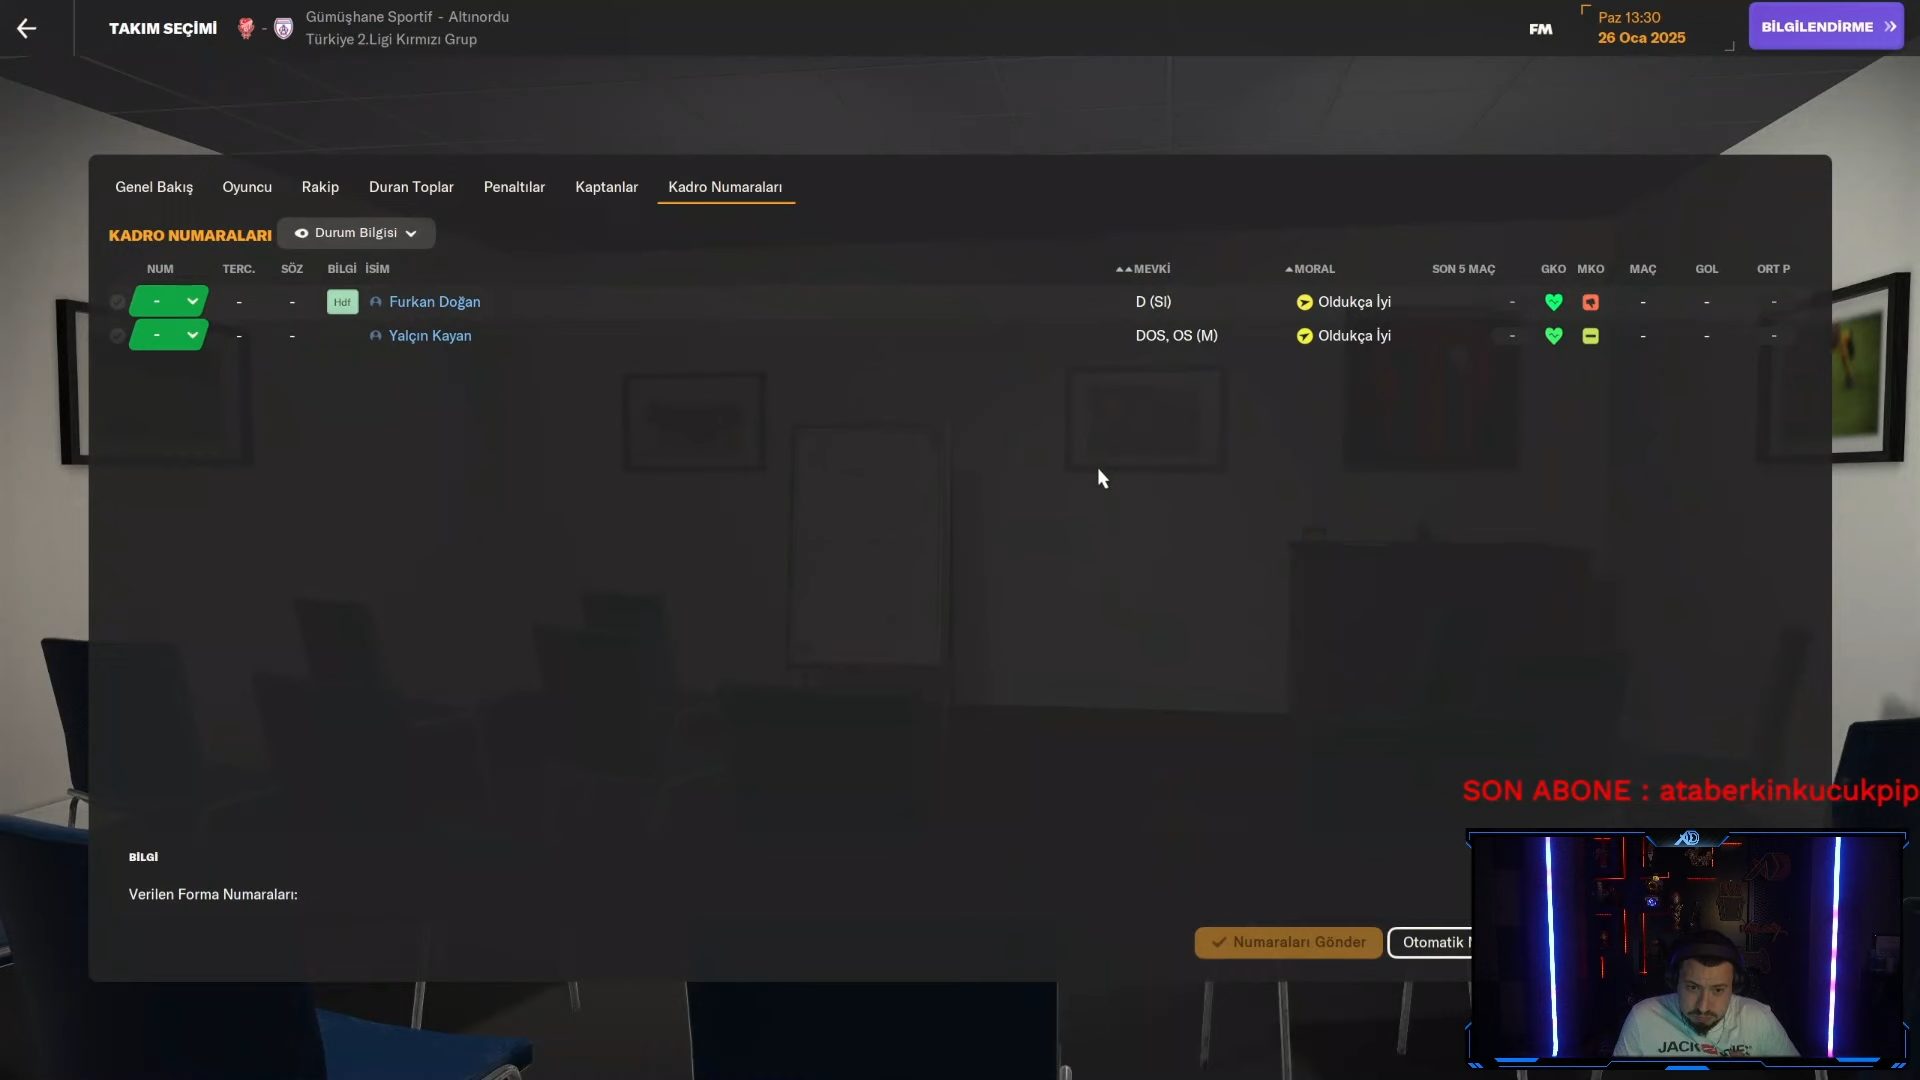 TAKIM SEÇİMİ
Gümüşhane Sportif - Altınordu
Türkiye 2.Ligi Kırmızı Grup
FM
Paz 13:30
26 Oca 2025
BİLGİLENDİRME
Genel Bakış Oyuncu Rakip Duran Toplar Penaltılar Kaptanlar Kadro Numaraları
KADRO NUMARALARI Durum Bilgisi
NUM TERC. SÖZ BİLGİ İSİM MEVKİ MORAL SON 5 MAÇ GKO MKO MAÇ GOL ORT P
- - - Hdf Furkan Doğan D (Sl) Oldukça İyi - - - -
- - - Yalçın Kayan DOS, OS (M) Oldukça İyi - - - -
SON ABONE : ataberkinkucukpip
BİLGİ
Verilen Forma Numaraları:
Numaraları Gönder Otomatik